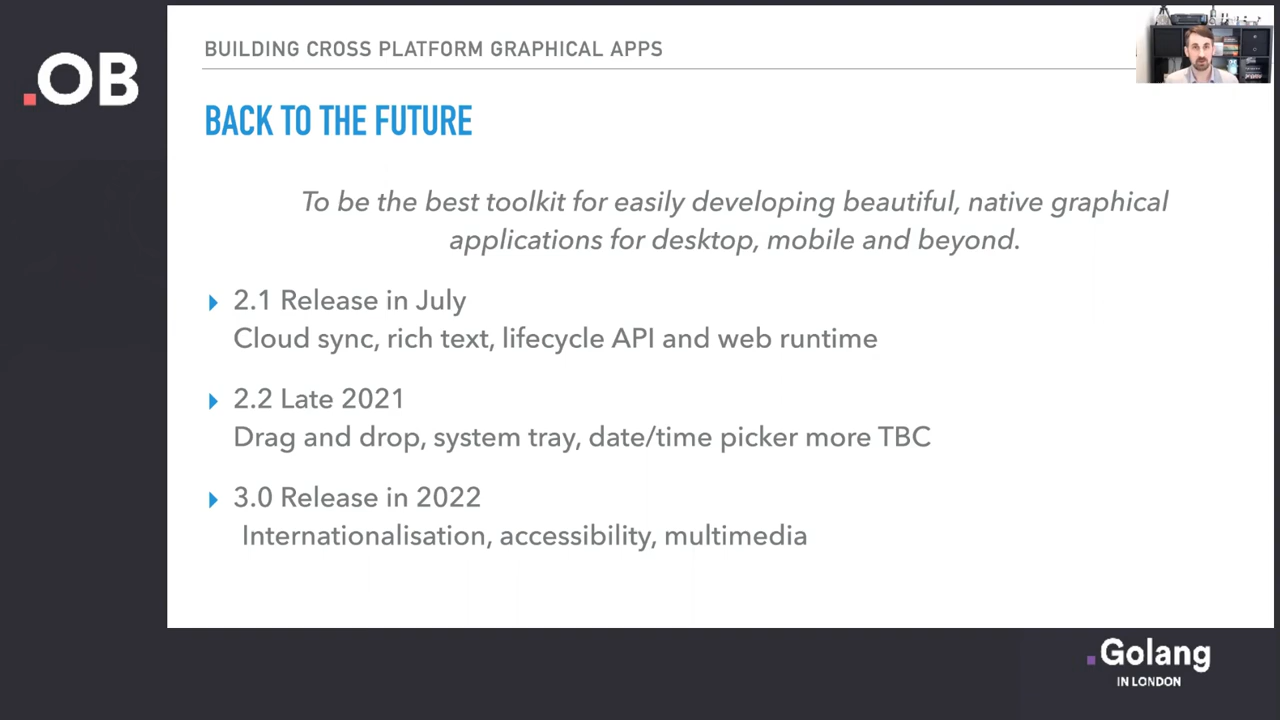 .OB
BUILDING CROSS PLATFORM GRAPHICAL APPS
BACK TO THE FUTURE
To be the best toolkit for easily developing beautiful, native graphical
applications for desktop, mobile and beyond.
2.1 Release in July
Cloud sync, rich text, lifecycle API and web runtime
2.2 Late 2021
Drag and drop, system tray, date/time picker more TBC
3.0 Release in 2022
Internationalisation, accessibility, multimedia
.Golang
IN LONDON